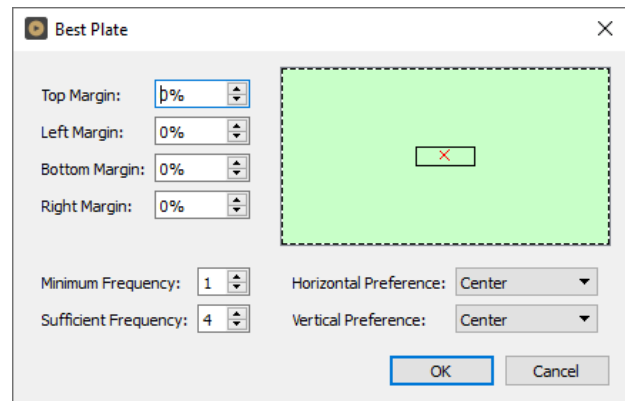 Best Plate
Top Margin: 0%
Left Margin: 0%
Bottom Margin: 0%
Right Margin: 0%
Minimum Frequency: 1 Horizontal Preference: Center
Sufficient Frequency: 4 Vertical Preference: Center
OK Cancel